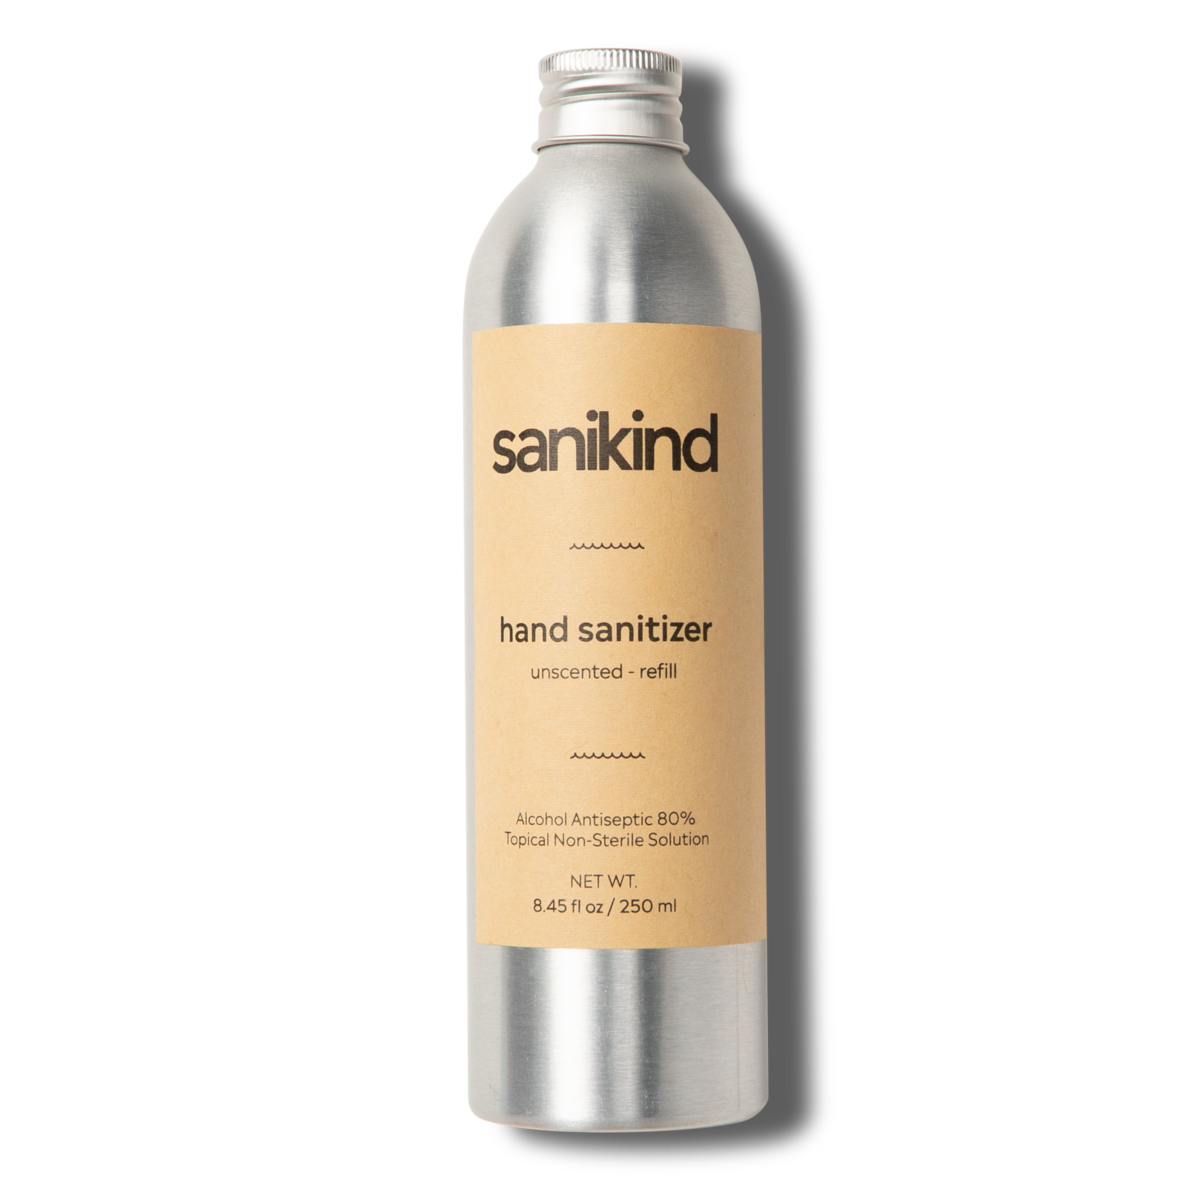 sanikind
hand sanitizer
unscented - refill
Alcohol Antiseptic 80%
Topical Non-Sterile Solution
NET WT.
8.45 fl oz / 250 ml